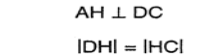 AH ⊥ DC
|DH| = |HC|